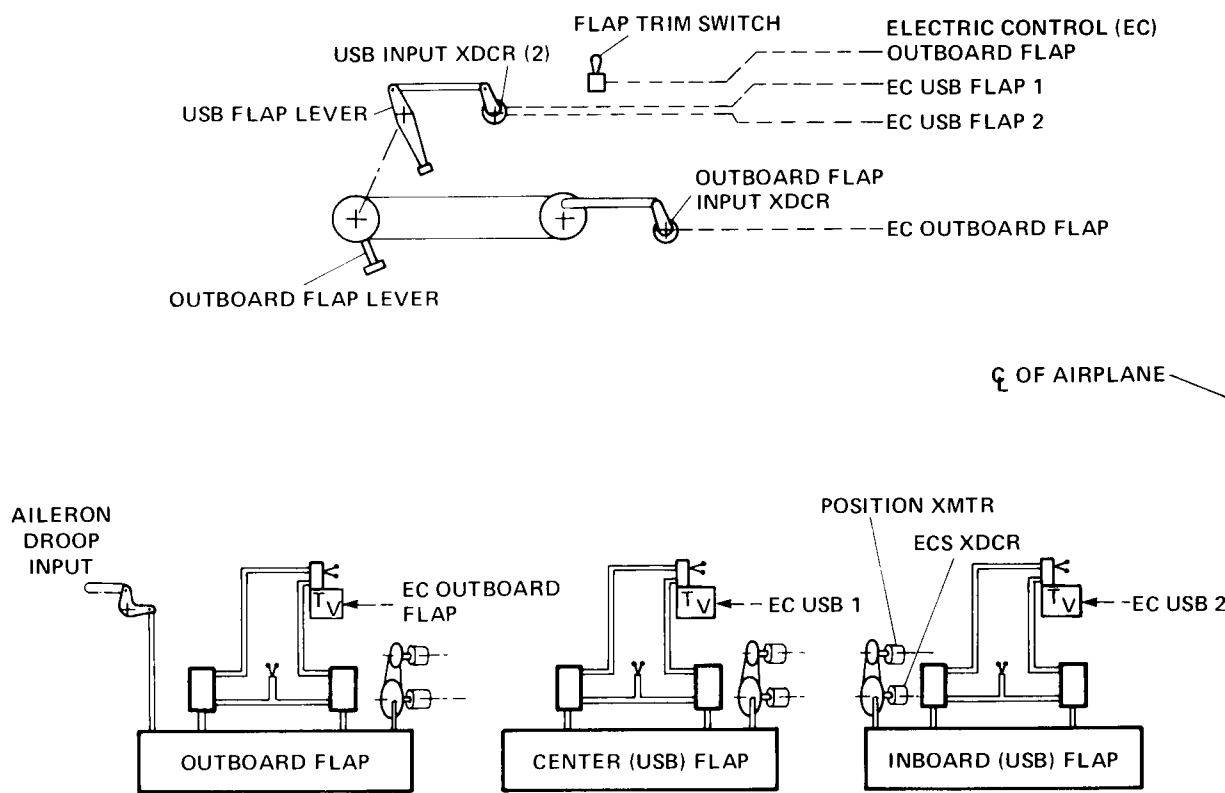 FLAP TRIM SWITCH
ELECTRIC CONTROL (EC)
OUTBOARD FLAP
USB INPUT XDCR (2)
EC USB FLAP 1
USB FLAP LEVER
EC USB FLAP 2
OUTBOARD FLAP
INPUT XDCR
EC OUTBOARD FLAP
OUTBOARD FLAP LEVER
℄ OF AIRPLANE
POSITION XMTR
AILERON
DROOP
INPUT
ECS XDCR
EC OUTBOARD
FLAP
TV
EC USB 1
TV
EC USB 2
TV
OUTBOARD FLAP
CENTER (USB) FLAP
INBOARD (USB) FLAP